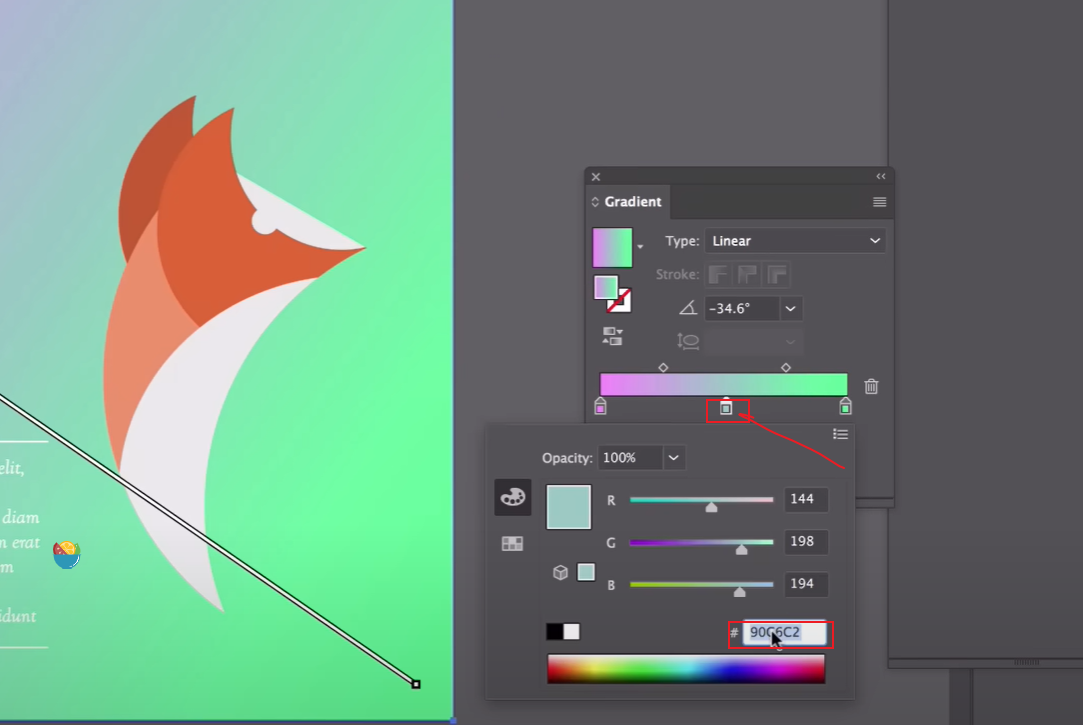 Gradient
Type: Linear
Stroke:
-34.6°
Opacity: 100%
R 144
G 198
B 194
# 90C6C2
elit,
diam
erat
m
idunt